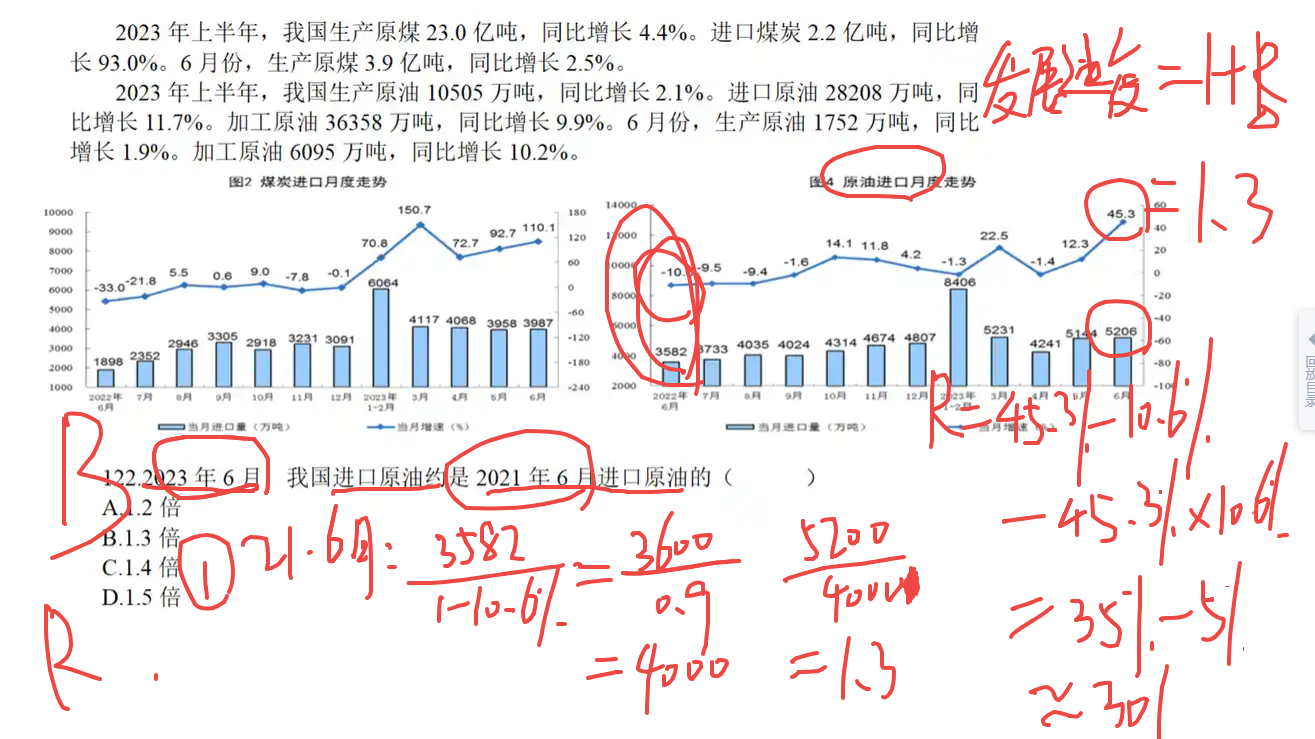 2023 年上半年，我国生产原煤 23.0 亿吨，同比增长 4.4%。进口煤炭 2.2 亿吨，同比增
长 93.0%。6 月份，生产原煤 3.9 亿吨，同比增长 2.5%。
2023 年上半年，我国生产原油 10505 万吨，同比增长 2.1%。进口原油 28208 万吨，同
比增长 11.7%。加工原油 36358 万吨，同比增长 9.9%。6 月份，生产原油 1752 万吨，同比
增长 1.9%。加工原油 6095 万吨，同比增长 10.2%。
发展速度=1+R
=1.3
图2 煤炭进口月度走势
10000
9000
8000
7000
6000
5000
4000
3000
2000
1000
180
120
60
0
-60
-120
-180
-240
-33.0 -21.8 5.5 0.6 9.0 -7.8 -0.1 70.8 150.7 72.7 92.7 110.1
1898 2352 2946 3305 2918 3231 3091 6064 4117 4068 3958 3987
2022年6月 7月 8月 9月 10月 11月 12月 2023年1-2月 3月 4月 5月 6月
当月进口量（万吨） 当月增速（%）
图4 原油进口月度走势
14000
12000
10000
8000
6000
4000
2000
60
40
20
0
-20
-40
-60
-80
-100
-9.5 -9.4 -1.6 14.1 11.8 4.2 -1.3 22.5 -1.4 12.3 45.3
3582 3733 4035 4024 4314 4674 4807 8406 5231 4241 5144 5206
2022年6月 7月 8月 9月 10月 11月 12月 1-2月 3月 4月 5月 6月
当月进口量（万吨） 当月增速（%）
R=45.3%-10.6%
-45.3%×10.6%
=35%-5%
≈30%
B
122.2023 年 6 月 我国进口原油约是 2021 年 6 月进口原油的（ ）
A.1.2 倍
B.1.3 倍
C.1.4 倍
D.1.5 倍
① 21.6月: 3582/1-10.6% = 3600/0.9
=4000
5200/4000
=1.3
R
回放目录